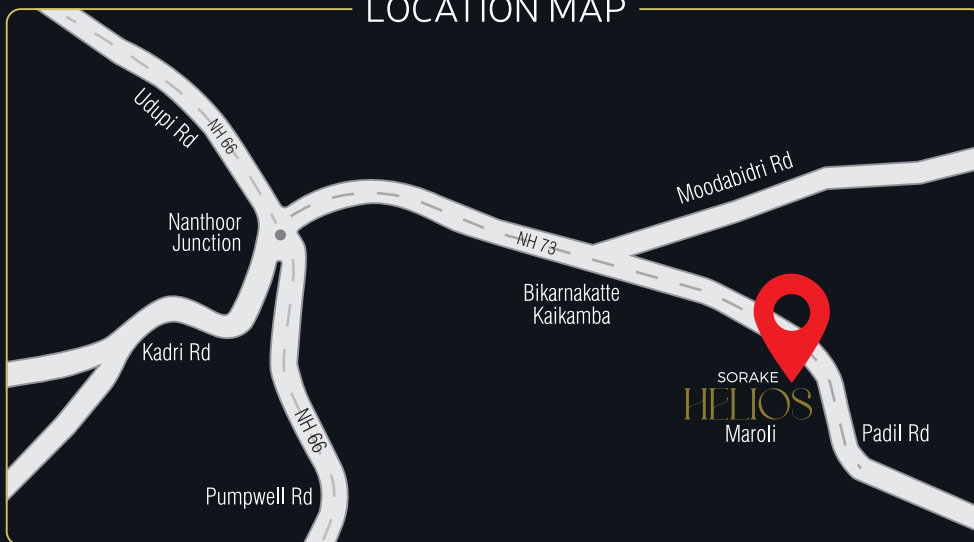 LOCATION MAP
Udupi Rd
NH 66
Moodabidri Rd
Nanthoor
Junction
NH 73
Bikarnakatte
Kaikamba
Kadri Rd
SORAKE
HELIOS
Maroli
Padil Rd
NH 66
Pumpwell Rd